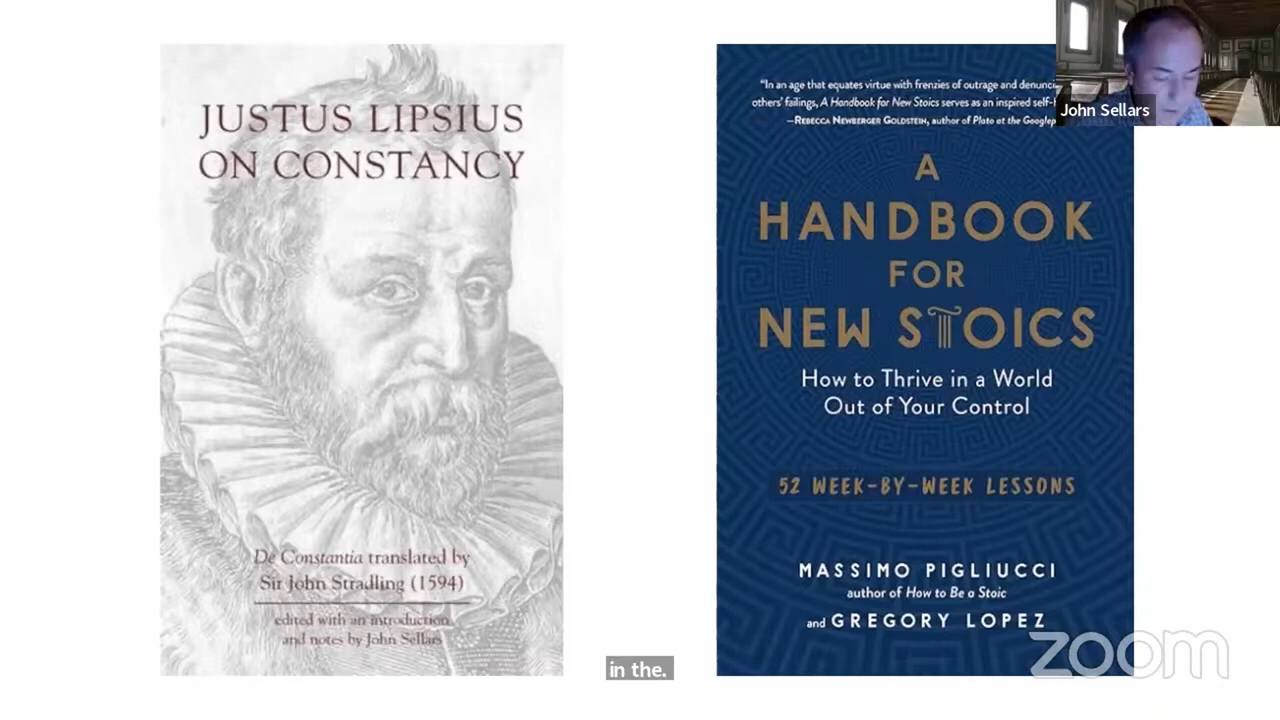 JUSTUS LIPSIUS
ON CONSTANCY
De Constantia translated by
Sir John Stradling (1594)
edited with an introduction
and notes by John Sellars
"In an age that equates virtue with frenzies of outrage and
others' failings, A Handbook for New Stoics serves as an inspired
—REBECCA NEWBERGER GOLDSTEIN, author of Plato at the
A
HANDBOOK
FOR
NEW STOICS
How to Thrive in a World
Out of Your Control
52 WEEK-BY-WEEK LESSONS
MASSIMO PIGLIUCCI
author of How to Be a Stoic
and GREGORY LOPEZ
John Sellars
in the.
zoom